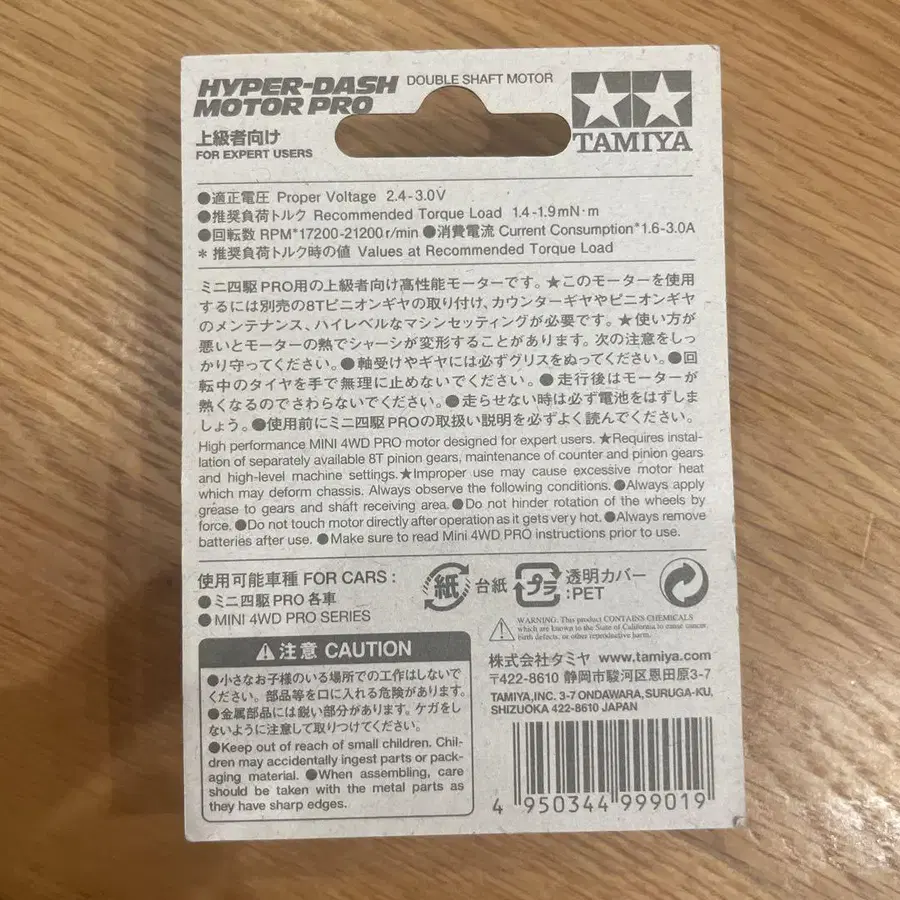 HYPER-DASH MOTOR PRO
DOUBLE SHAFT MOTOR
TAMIYA
上級者向け
FOR EXPERT USERS
●適正電圧 Proper Voltage 2.4-3.0V
●推奨負荷トルク Recommended Torque Load 1.4-1.9mN·m
●回転数 RPM*17200-21200r/min ●消費電流 Current Consumption*1.6-3.0A
* 推奨負荷トルク時の値 Values at Recommended Torque Load
ミニ四駆PRO用の上級者向け高性能モーターです。★このモーターを使用
するには別売の8Tピニオンギヤの取り付け、カウンターギヤやピニオンギヤ
のメンテナンス、ハイレベルなマシンセッティングが必要です。★使い方が
悪いとモーターの熱でシャーシが変形することがあります。次の注意をしっ
かり守ってください。●軸受けやギヤには必ずグリスをぬってください。●回
転中のタイヤを手で無理に止めないでください。●走行後はモーターが
熱くなるのでさわらないでください。●走らせない時は必ず電池をはずしま
しょう。●使用前にミニ四駆PROの取扱い説明を必ずよく読んでください。
High performance MINI 4WD PRO motor designed for expert users. ★Requires instal-
lation of separately available 8T pinion gears, maintenance of counter and pinion gears
and high-level machine settings.★Improper use may cause excessive motor heat
which may deform chassis. Always observe the following conditions. ●Always apply
grease to gears and shaft receiving area. ●Do not hinder rotation of the wheels by
force. ●Do not touch motor directly after operation as it gets very hot. ●Always remove
batteries after use. ●Make sure to read Mini 4WD PRO instructions prior to use.
使用可能車種 FOR CARS :
●ミニ四駆PRO 各車
●MINI 4WD PRO SERIES
紙 台紙 プラ 透明カバー
:PET
WARNING: This product CONTAINS CHEMICALS
which are known to the State of California to cause cancer,
birth defects, or other reproductive harm.
注意 CAUTION
●小さなお子様のいる場所での工作はしないで
ください。部品等を口に入れる危険があります。
●金属部品には鋭い部分があります。ケガをし
ないように注意して取りつけてください。
●Keep out of reach of small children. Chil-
dren may accidentally ingest parts or pack-
aging material. ●When assembling, care
should be taken with the metal parts as
they have sharp edges.
株式会社タミヤ www.tamiya.com
〒422-8610 静岡市駿河区恩田原3-7
TAMIYA,INC. 3-7 ONDAWARA, SURUGA-KU,
SHIZUOKA 422-8610 JAPAN
4 950344 999019